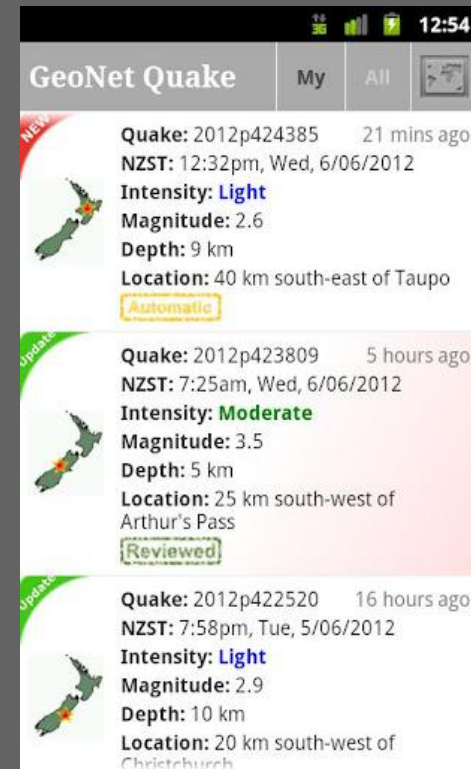 3G 12:54
GeoNet Quake My All
NEW
Quake: 2012p424385 21 mins ago
NZST: 12:32pm, Wed, 6/06/2012
Intensity: Light
Magnitude: 2.6
Depth: 9 km
Location: 40 km south-east of Taupo
Automatic
Update
Quake: 2012p423809 5 hours ago
NZST: 7:25am, Wed, 6/06/2012
Intensity: Moderate
Magnitude: 3.5
Depth: 5 km
Location: 25 km south-west of
Arthur's Pass
Reviewed
Update
Quake: 2012p422520 16 hours ago
NZST: 7:58pm, Tue, 5/06/2012
Intensity: Light
Magnitude: 2.9
Depth: 10 km
Location: 20 km south-west of
Christchurch